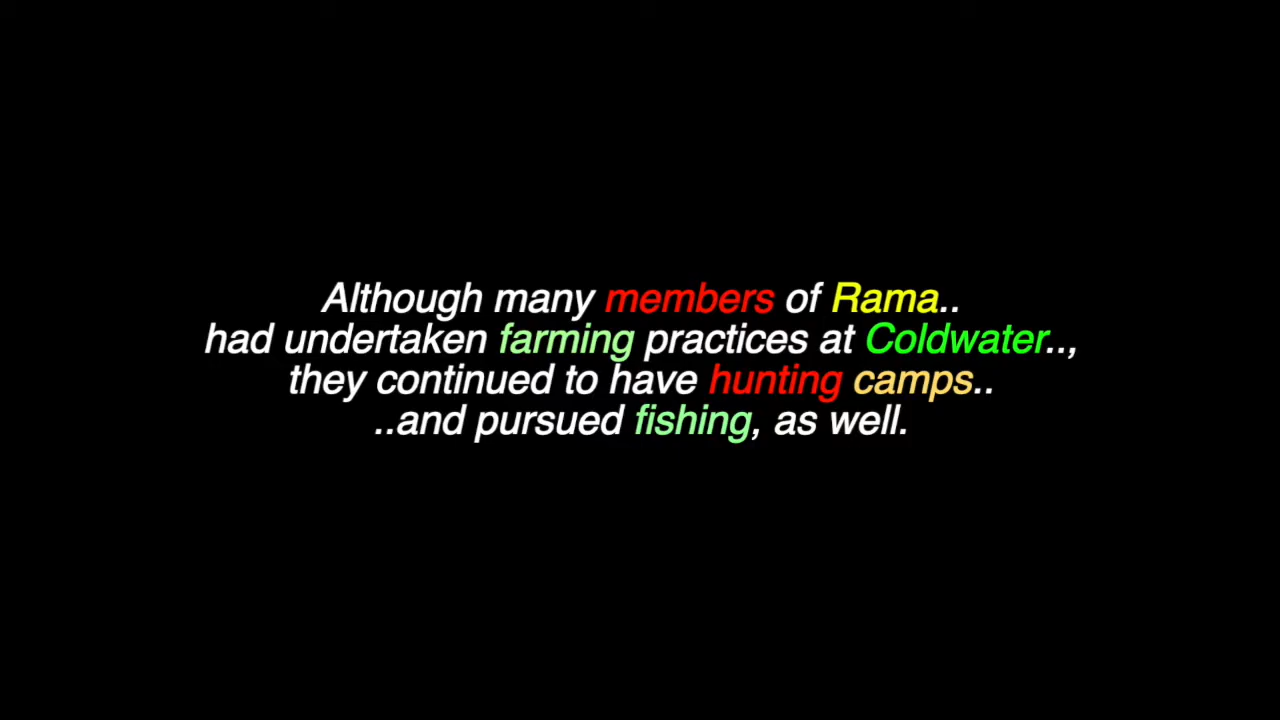 Although many members of Rama..
had undertaken farming practices at Coldwater..,
they continued to have hunting camps..
..and pursued fishing, as well.